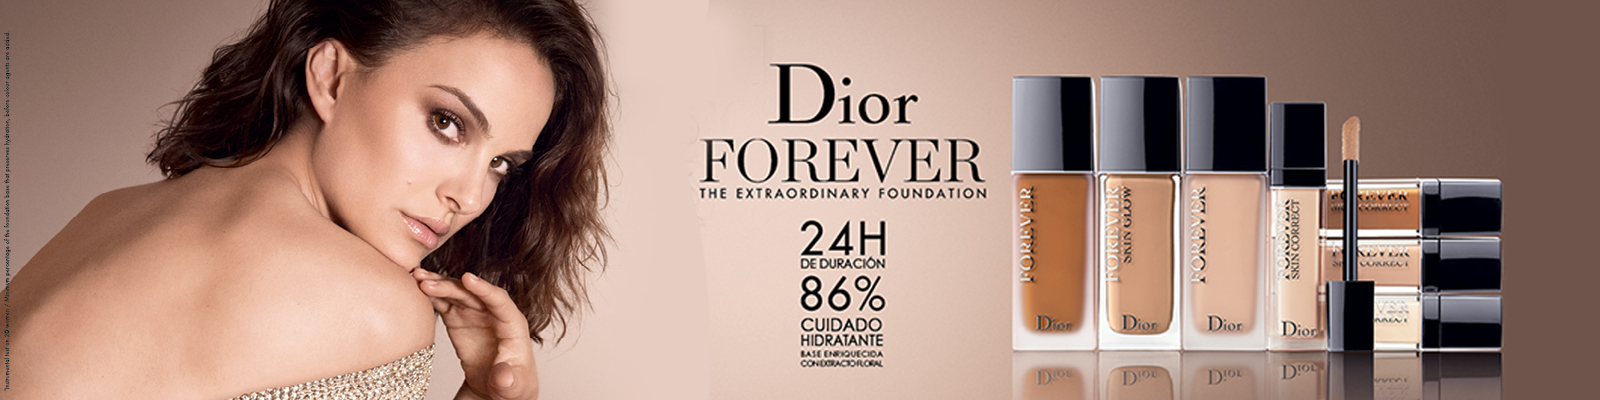 Dior
FOREVER
THE EXTRAORDINARY FOUNDATION
24H
DE DURACIÓN
86%
CUIDADO
HIDRATANTE
BASE ENRIQUECIDA
CON EXTRACTO FLORAL
FOREVER
Dior
FOREVER
SKIN GLOW
Dior
FOREVER
Dior
FOREVER
SKIN CORRECT
Dior
FOREVER
SKIN CORRECT
FOREVER
SKIN CORRECT